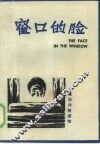 窗口的脸
THE FACE
IN THE WINDOW